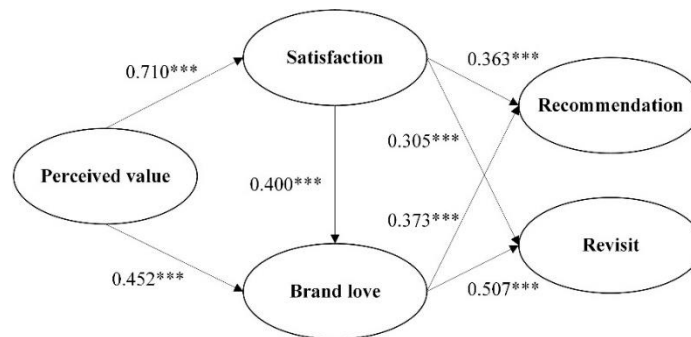 Satisfaction
0.710***
0.363***
Recommendation
0.305***
Perceived value
0.400***
0.373***
Revisit
0.452***
Brand love
0.507***